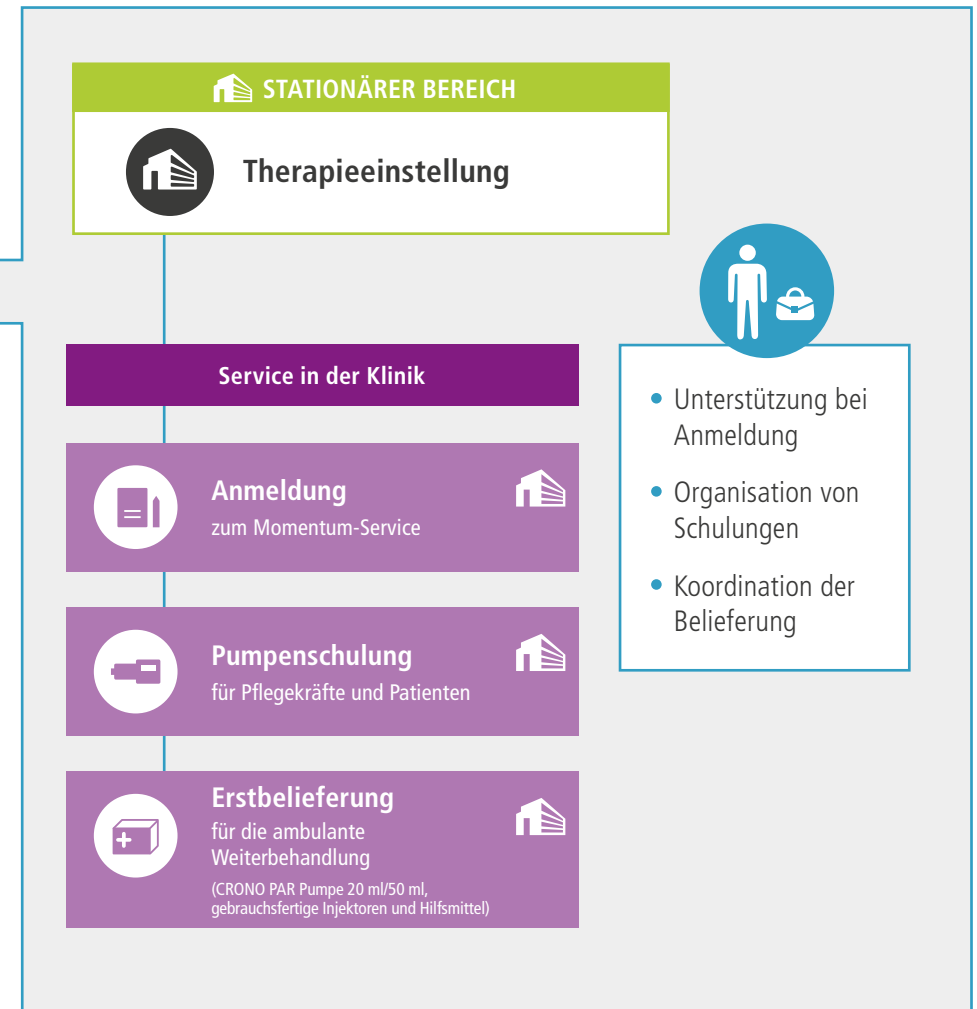 STATIONÄRER BEREICH
Therapieeinstellung
Service in der Klinik
Anmeldung
zum Momentum-Service
Pumpenschulung
für Pflegekräfte und Patienten
Erstbelieferung
für die ambulante
Weiterbehandlung
(CRONO PAR Pumpe 20 ml/50 ml,
gebrauchsfertige Injektoren und Hilfsmittel)
• Unterstützung bei
Anmeldung
• Organisation von
Schulungen
• Koordination der
Belieferung